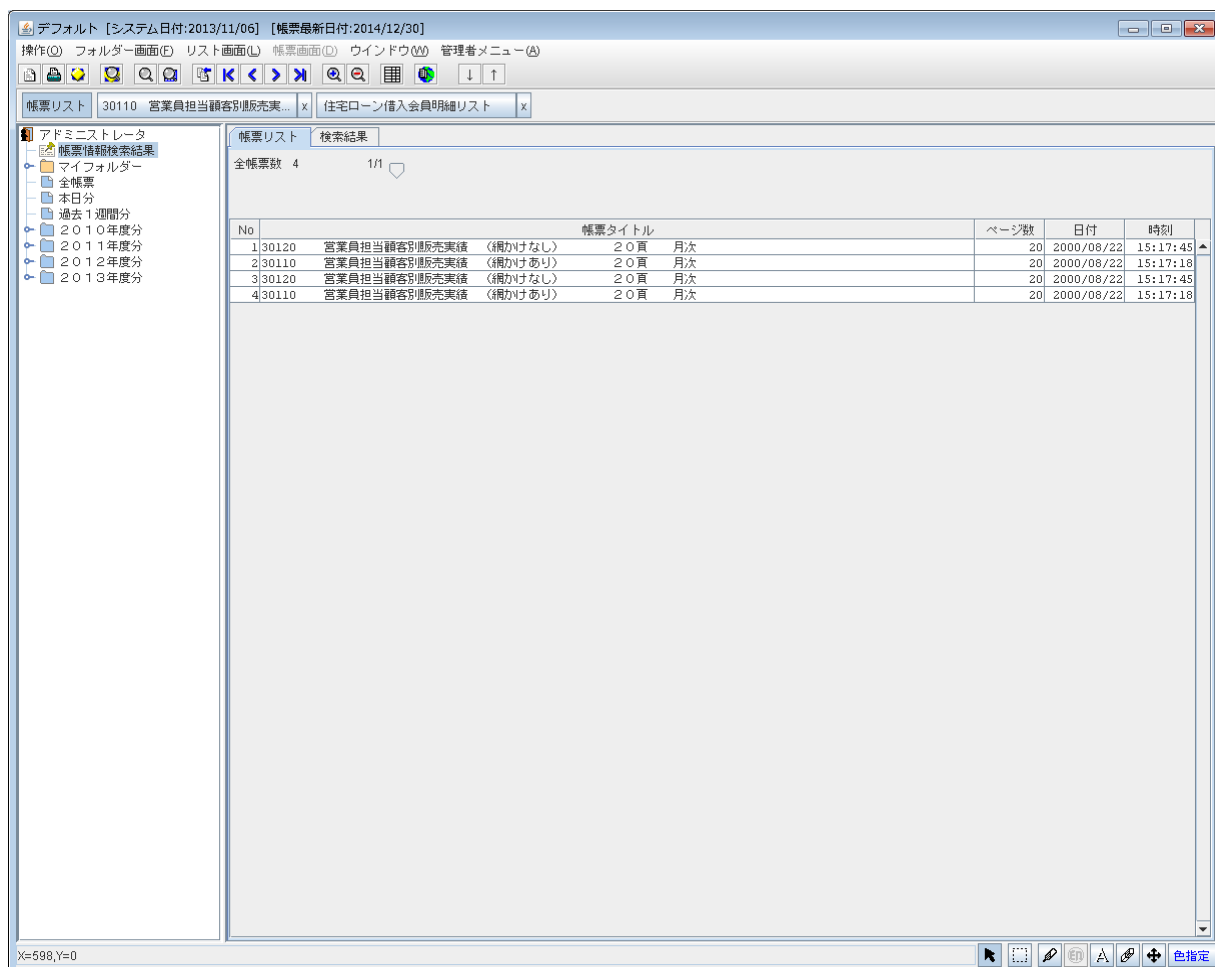 デフォルト [システム日付:2013/11/06] [帳票最新日付:2014/12/30]
操作(O) フォルダー画面(F) リスト画面(L) 帳票画面(D) ウインドウ(W) 管理者メニュー(A)
帳票リスト 30110 営業員担当顧客別販売実... x 住宅ローン借入会員明細リスト x
アドミニストレータ
帳票情報検索結果
マイフォルダー
全帳票
本日分
過去１週間分
２０１０年度分
２０１１年度分
２０１２年度分
２０１３年度分
帳票リスト 検索結果
全帳票数 4 1/1
No 帳票タイトル ページ数 日付 時刻
1 30120 営業員担当顧客別販売実績 （網かけなし） ２０頁 月次 20 2000/08/22 15:17:45
2 30110 営業員担当顧客別販売実績 （網かけあり） ２０頁 月次 20 2000/08/22 15:17:18
3 30120 営業員担当顧客別販売実績 （網かけなし） ２０頁 月次 20 2000/08/22 15:17:45
4 30110 営業員担当顧客別販売実績 （網かけあり） ２０頁 月次 20 2000/08/22 15:17:18
X=598,Y=0 A 色指定